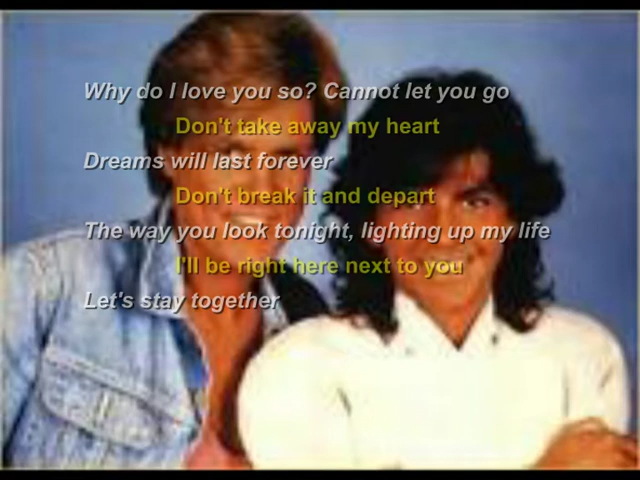 Why do I love you so? Cannot let you go
Don't take away my heart
Dreams will last forever
Don't break it and depart
The way you look tonight, lighting up my life
I'll be right here next to you
Let's stay together